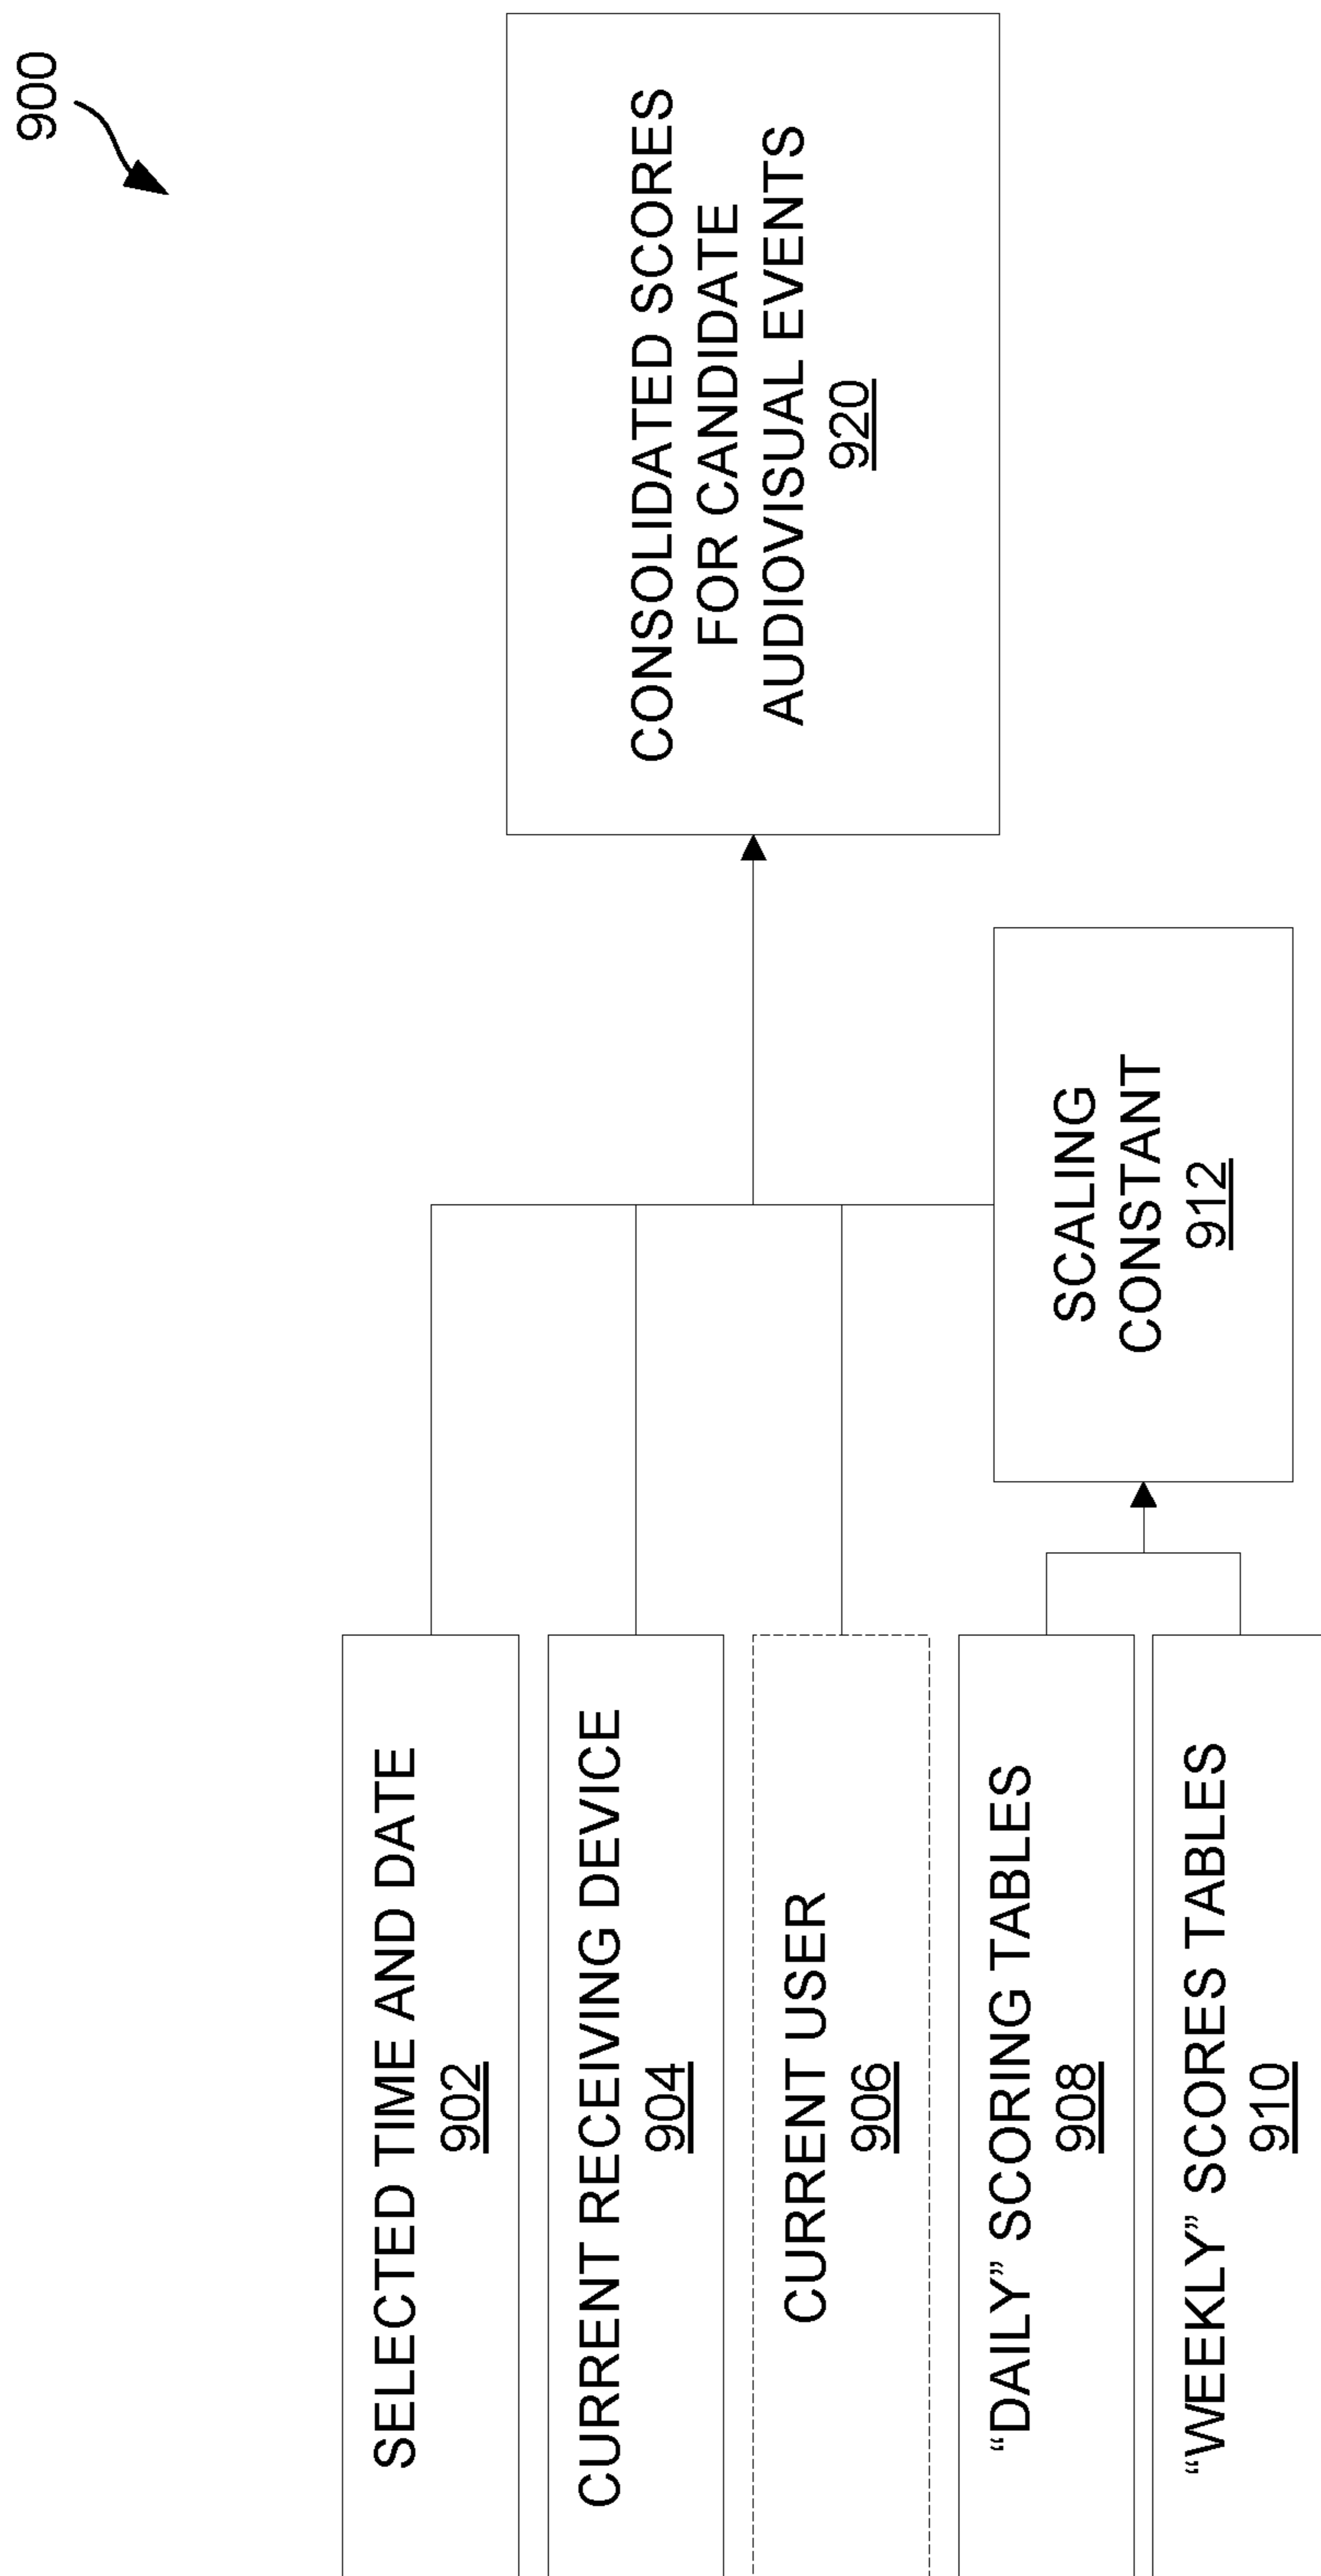 900
SELECTED TIME AND DATE
902
CURRENT RECEIVING DEVICE
904
CURRENT USER
906
“DAILY” SCORING TABLES
908
“WEEKLY” SCORES TABLES
910
SCALING
CONSTANT
912
CONSOLIDATED SCORES
FOR CANDIDATE
AUDIOVISUAL EVENTS
920